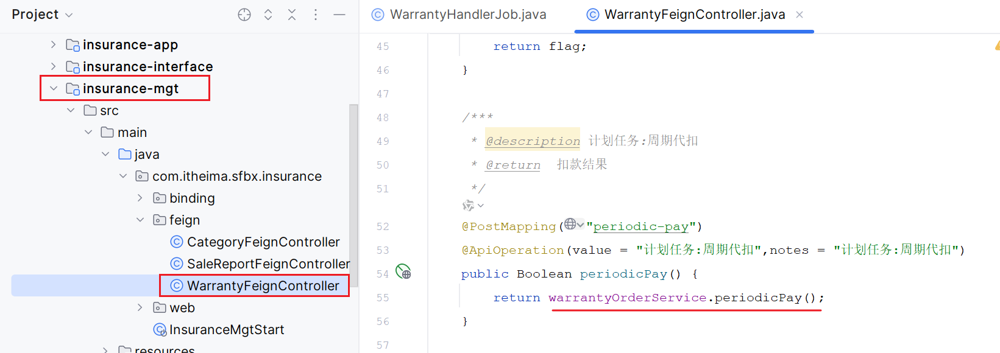 Project
insurance-app
insurance-interface
insurance-mgt
src
main
java
com.itheima.sfbx.insurance
binding
feign
CategoryFeignController
SaleReportFeignController
WarrantyFeignController
web
InsuranceMgtStart
resources
WarrantyHandlerJob.java
WarrantyFeignController.java
45 return flag;
46 }
47
48 /***
49 * @description 计划任务:周期代扣
50 * @return 扣款结果
51 */
52 @PostMapping("periodic-pay")
53 @ApiOperation(value = "计划任务:周期代扣",notes = "计划任务:周期代扣")
54 public Boolean periodicPay() {
55 return warrantyOrderService.periodicPay();
56 }
57